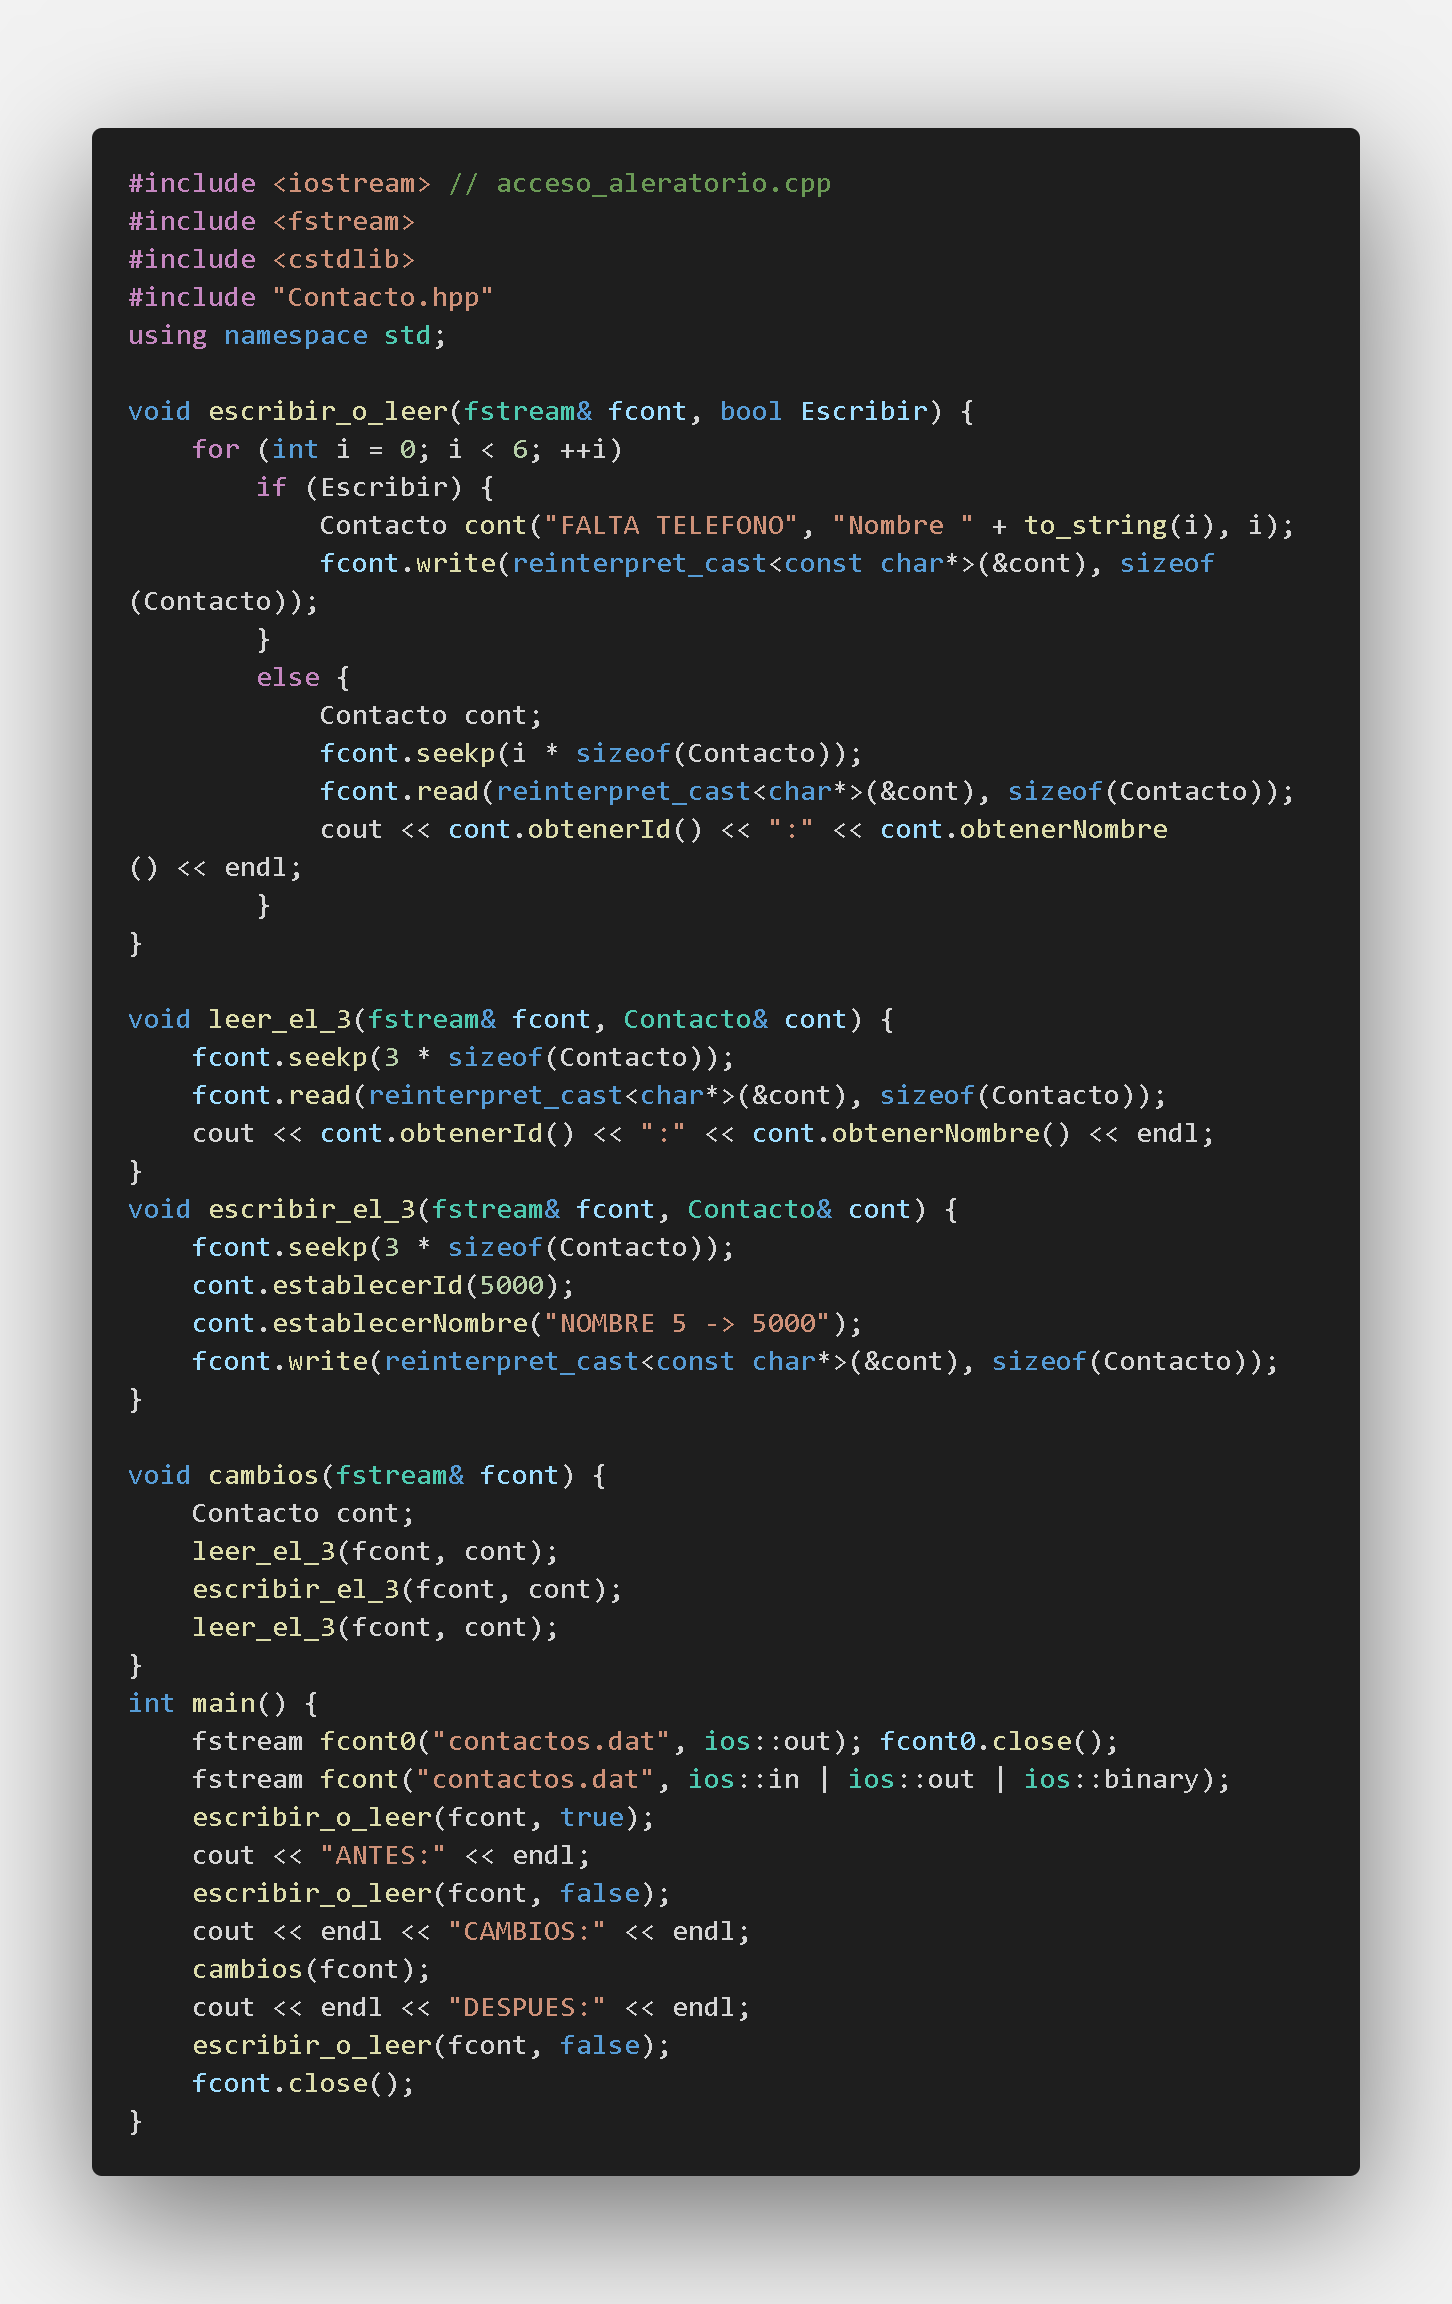 #include <iostream> // acceso_aleratorio.cpp
#include <fstream>
#include <cstdlib>
#include "Contacto.hpp"
using namespace std;

void escribir_o_leer(fstream& fcont, bool Escribir) {
    for (int i = 0; i < 6; ++i)
        if (Escribir) {
            Contacto cont("FALTA TELEFONO", "Nombre " + to_string(i), i);
            fcont.write(reinterpret_cast<const char*>(&cont), sizeof
(Contacto));
        }
        else {
            Contacto cont;
            fcont.seekp(i * sizeof(Contacto));
            fcont.read(reinterpret_cast<char*>(&cont), sizeof(Contacto));
            cout << cont.obtenerId() << ":" << cont.obtenerNombre
() << endl;
        }
}

void leer_el_3(fstream& fcont, Contacto& cont) {
    fcont.seekp(3 * sizeof(Contacto));
    fcont.read(reinterpret_cast<char*>(&cont), sizeof(Contacto));
    cout << cont.obtenerId() << ":" << cont.obtenerNombre() << endl;
}
void escribir_el_3(fstream& fcont, Contacto& cont) {
    fcont.seekp(3 * sizeof(Contacto));
    cont.establecerId(5000);
    cont.establecerNombre("NOMBRE 5 -> 5000");
    fcont.write(reinterpret_cast<const char*>(&cont), sizeof(Contacto));
}

void cambios(fstream& fcont) {
    Contacto cont;
    leer_el_3(fcont, cont);
    escribir_el_3(fcont, cont);
    leer_el_3(fcont, cont);
}
int main() {
    fstream fcont0("contactos.dat", ios::out); fcont0.close();
    fstream fcont("contactos.dat", ios::in | ios::out | ios::binary);
    escribir_o_leer(fcont, true);
    cout << "ANTES:" << endl;
    escribir_o_leer(fcont, false);
    cout << endl << "CAMBIOS:" << endl;
    cambios(fcont);
    cout << endl << "DESPUES:" << endl;
    escribir_o_leer(fcont, false);
    fcont.close();
}